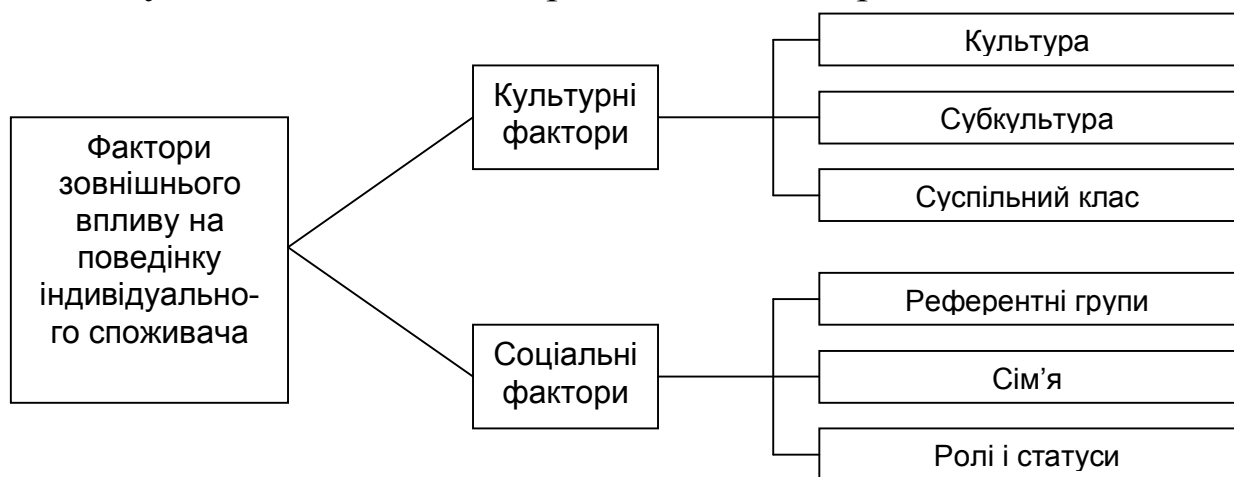 Фактори
зовнішнього
впливу на
поведінку
індивідуально-
го споживача
Культурні
фактори
Культура
Субкультура
Суспільний клас
Соціальні
фактори
Референтні групи
Сім’я
Ролі і статуси